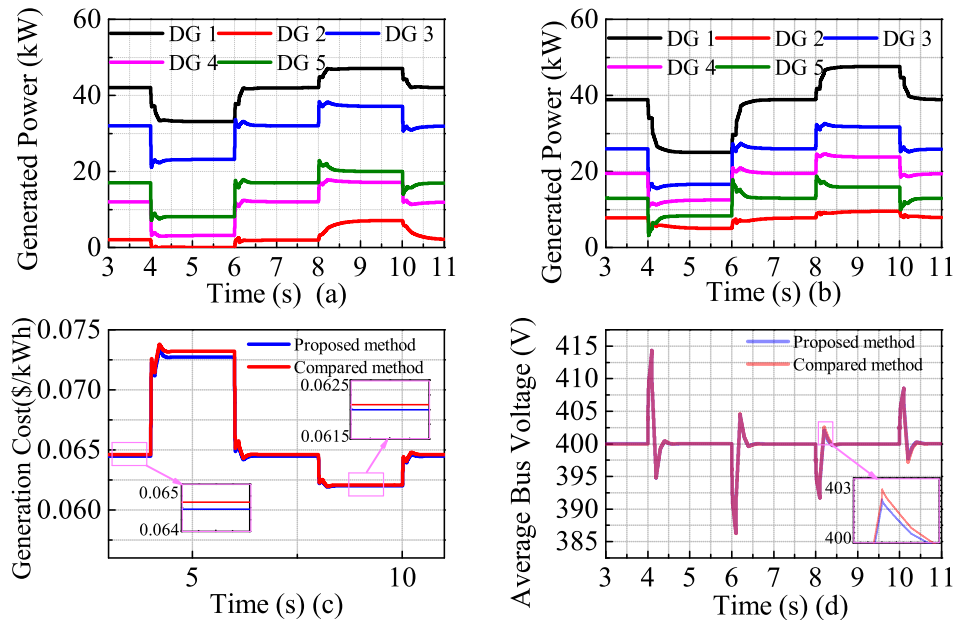 60
40
20
0
Generated Power (kW)
DG 1 DG 2 DG 3
DG 4 DG 5
3 4 5 6 7 8 9 10 11
Time (s) (a)
60
40
20
0
Generated Power (kW)
DG 1 DG 2 DG 3
DG 4 DG 5
3 4 5 6 7 8 9 10 11
Time (s) (b)
0.075
0.070
0.065
0.060
Generation Cost($/kWh)
Proposed method
Compared method
0.0625
0.0615
0.065
0.064
5 10
Time (s) (c)
415
410
405
400
395
390
385
Average Bus Voltage (V)
Proposed method
Compared method
403
400
3 4 5 6 7 8 9 10 11
Time (s) (d)